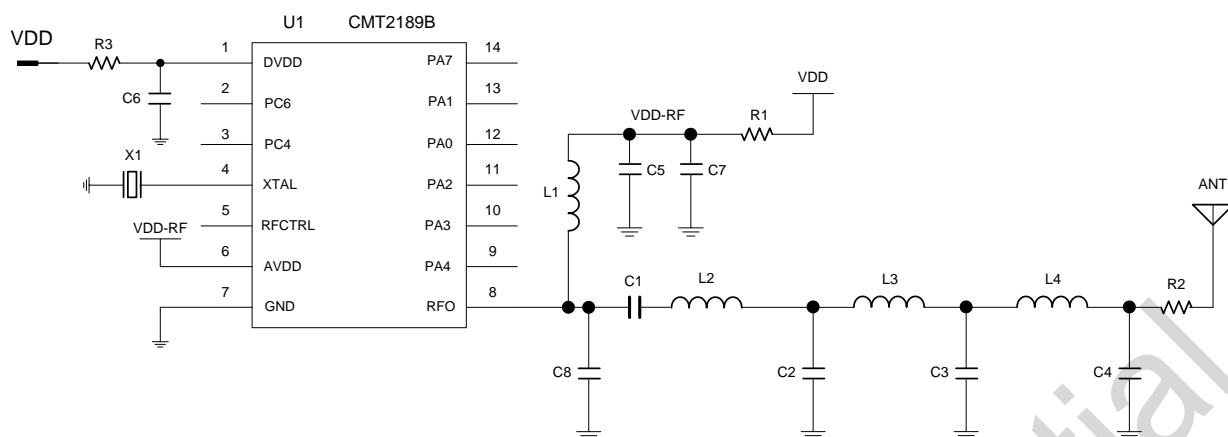 U1 CMT2189B
VDD
R3
C6
X1
VDD-RF
1 DVDD
2 PC6
3 PC4
4 XTAL
5 RFCTRL
6 AVDD
7 GND
PA7 14
PA1 13
PA0 12
PA2 11
PA3 10
PA4 9
RFO 8
VDD
VDD-RF
R1
C5
C7
L1
ANT
C1
L2
L3
L4
R2
C8
C2
C3
C4